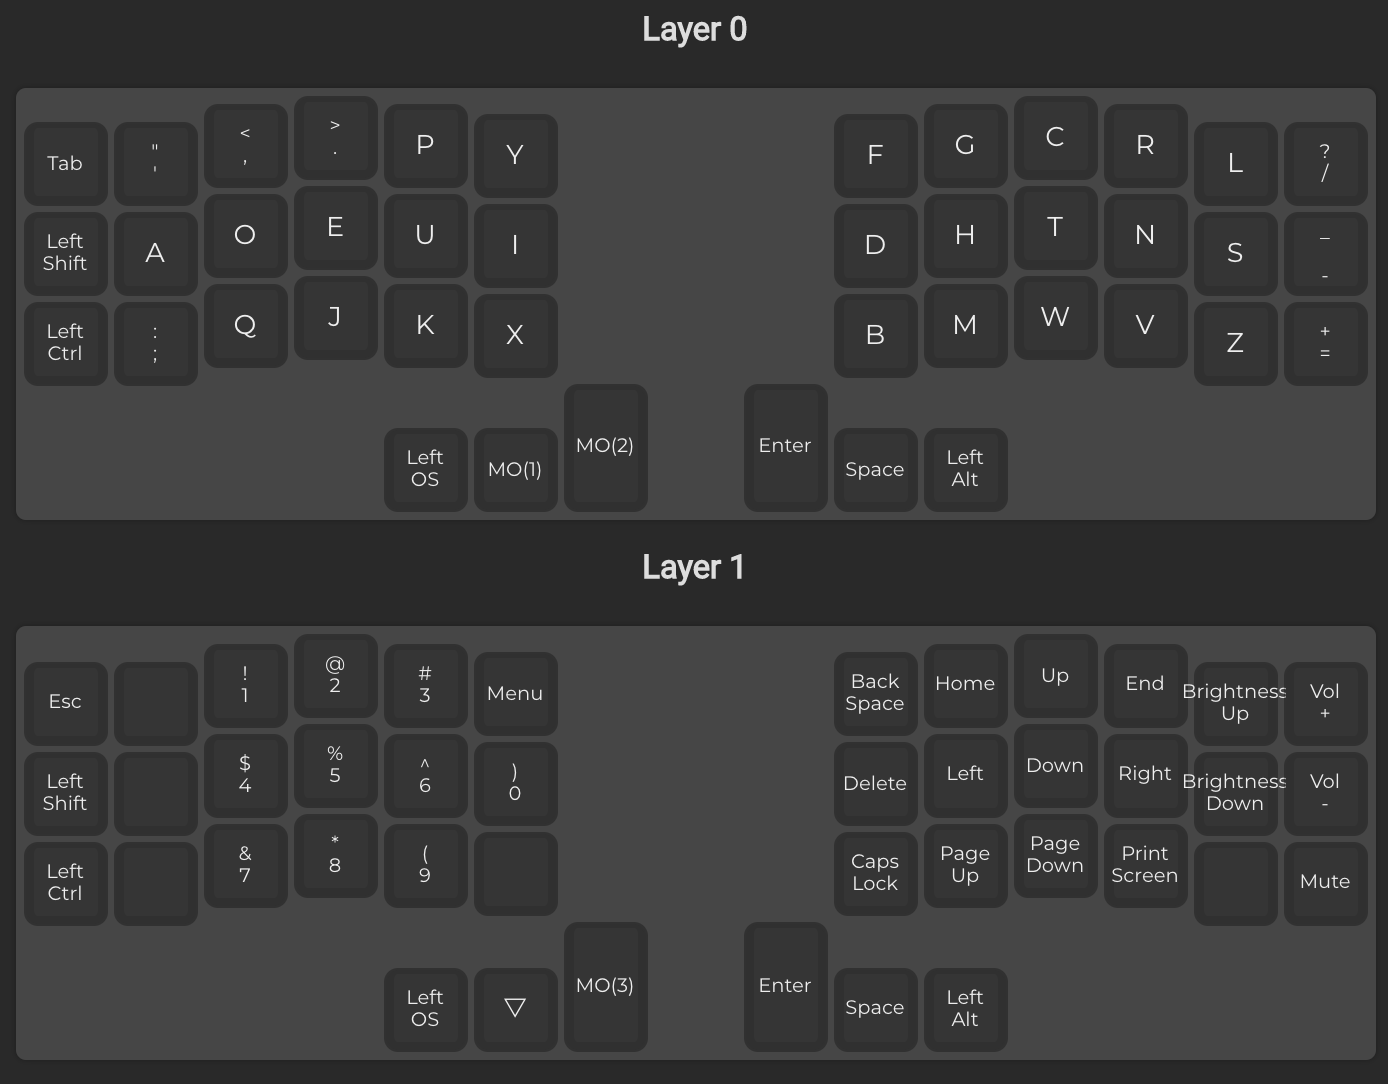 Layer 0
Tab
"
'
<
,
>
.
P
Y
F
G
C
R
L
?
/
Left
Shift
A
O
E
U
I
D
H
T
N
S
_
-
Left
Ctrl
:
;
Q
J
K
X
B
M
W
V
Z
+
=
Left
OS
MO(1)
MO(2)
Enter
Space
Left
Alt
Layer 1
Esc
!
1
@
2
#
3
Menu
Back
Space
Home
Up
End
Brightness
Up
Vol
+
Left
Shift
$
4
%
5
^
6
)
0
Delete
Left
Down
Right
Brightness
Down
Vol
-
Left
Ctrl
&
7
*
8
(
9
Caps
Lock
Page
Up
Page
Down
Print
Screen
Mute
Left
OS
▽
MO(3)
Enter
Space
Left
Alt